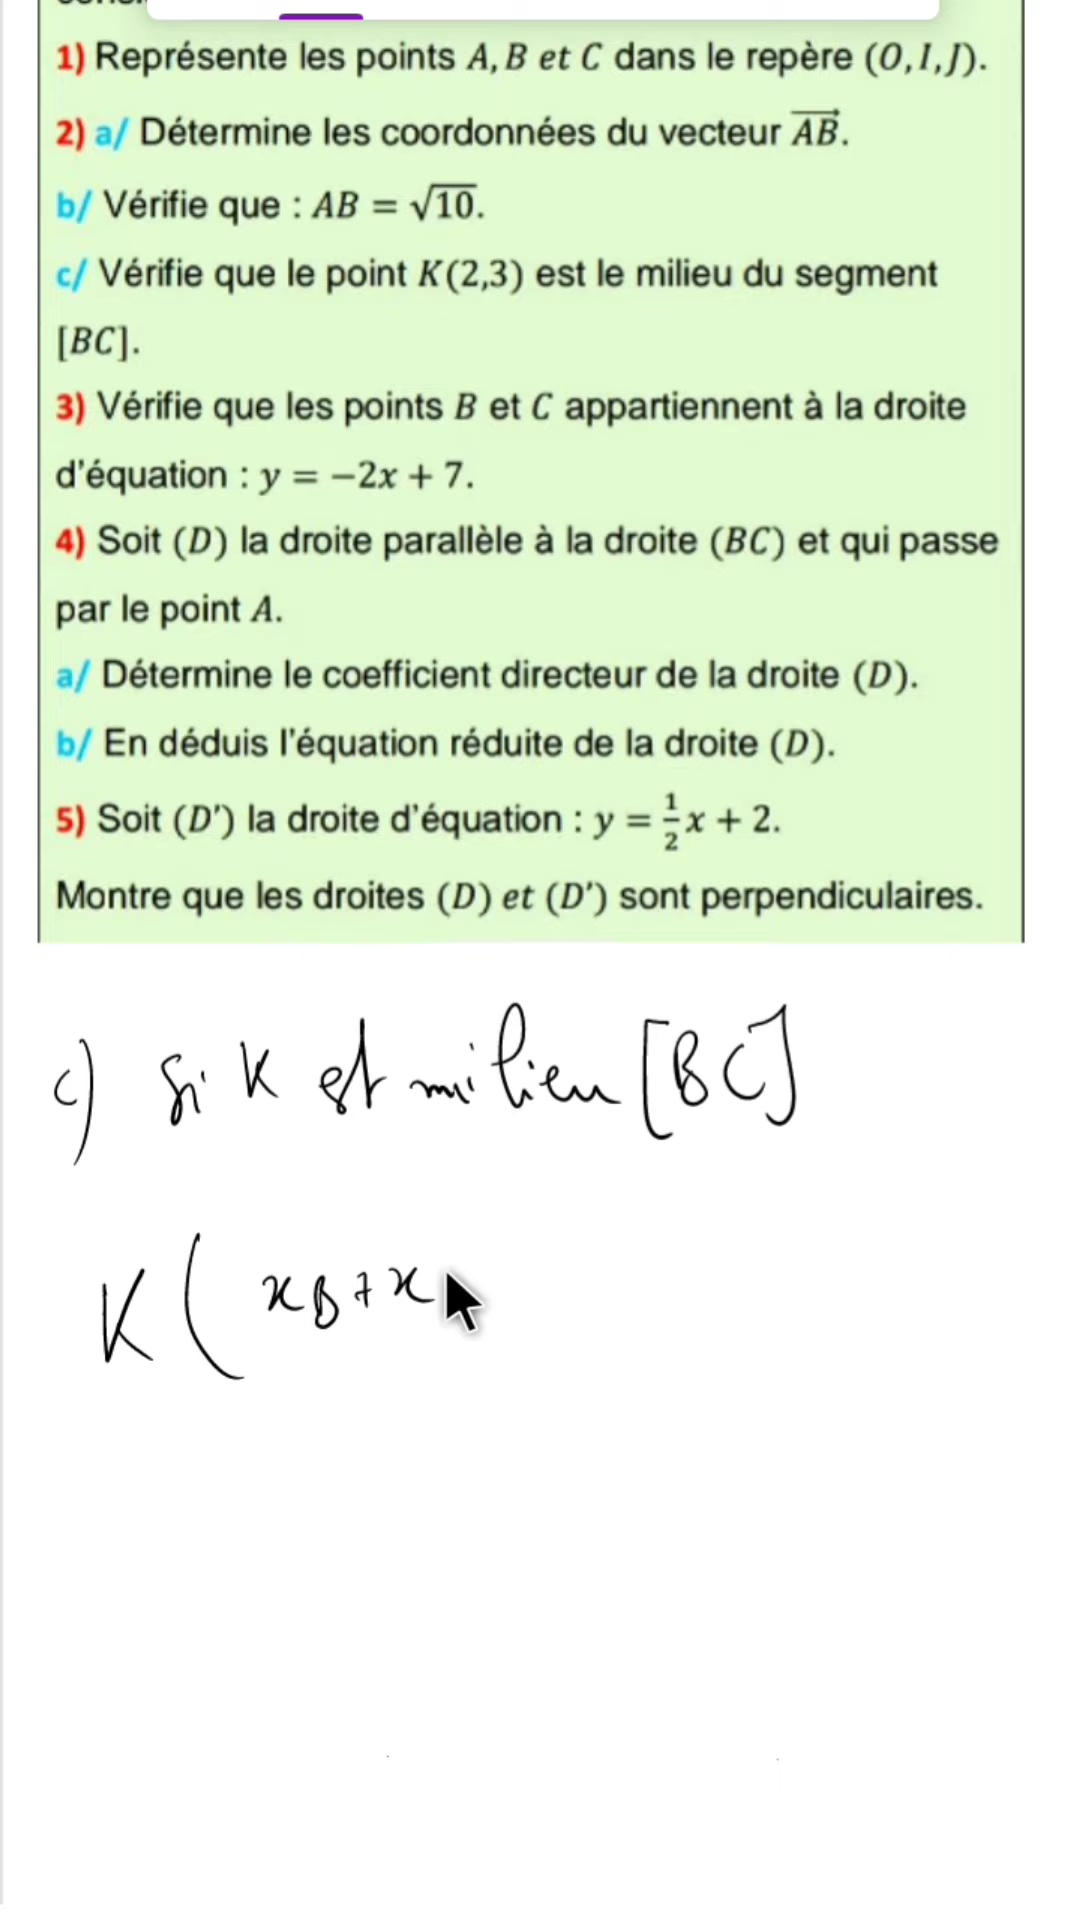 1) Représente les points A, B et C dans le repère (O, I, J).
2) a/ Détermine les coordonnées du vecteur \overrightarrow{AB}.
b/ Vérifie que : AB = √10.
c/ Vérifie que le point K(2,3) est le milieu du segment
[BC].
3) Vérifie que les points B et C appartiennent à la droite
d'équation : y = −2x + 7.
4) Soit (D) la droite parallèle à la droite (BC) et qui passe
par le point A.
a/ Détermine le coefficient directeur de la droite (D).
b/ En déduis l'équation réduite de la droite (D).
5) Soit (D′) la droite d'équation : y = 1/2 x + 2.
Montre que les droites (D) et (D′) sont perpendiculaires.
c) Si K est milieu [BC]
K ( xB + x